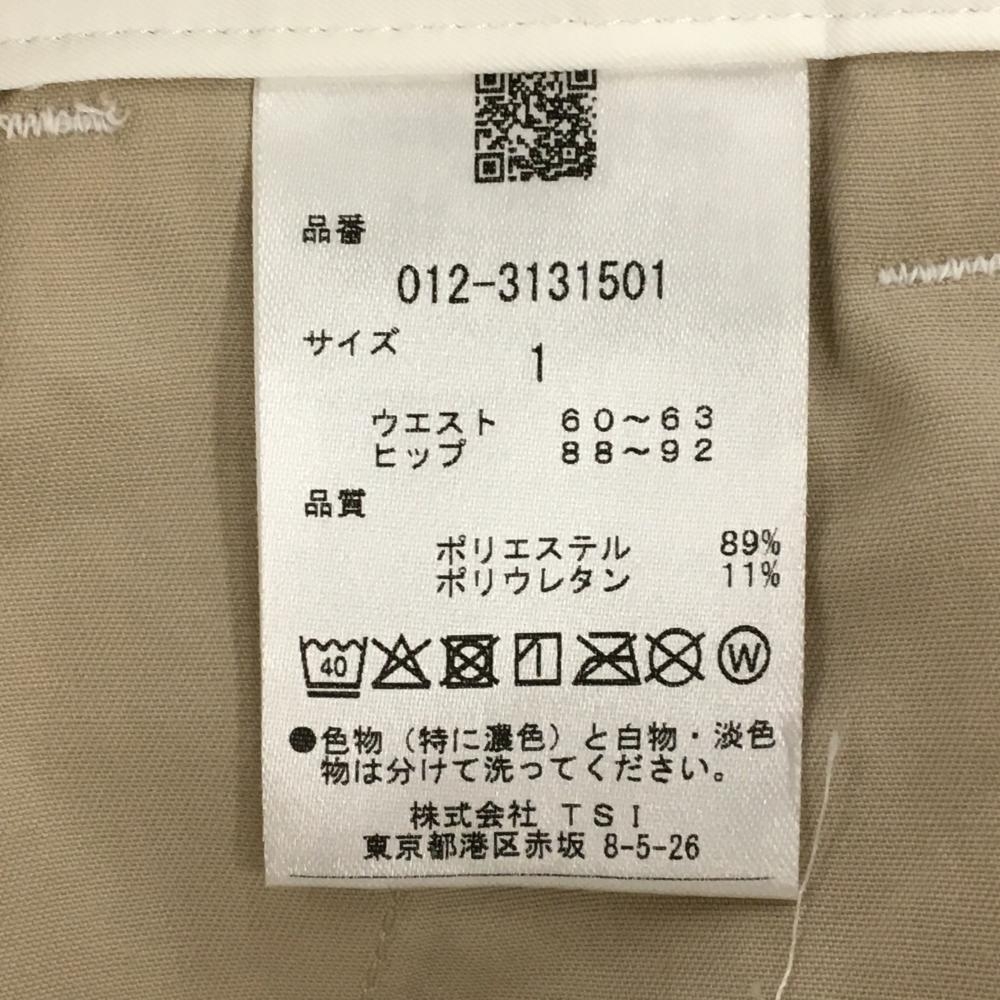 品番
012-3131501
サイズ 1
ウエスト 60～63
ヒップ 88～92
品質
ポリエステル 89%
ポリウレタン 11%
40 W
●色物（特に濃色）と白物・淡色
物は分けて洗ってください。
株式会社 TSI
東京都港区赤坂 8-5-26